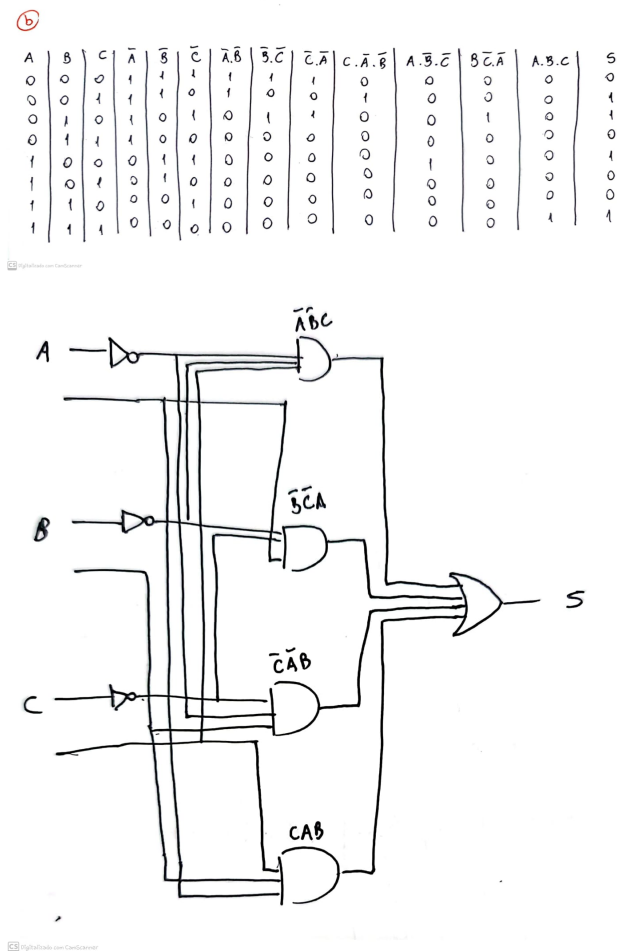 b
A B C Ā B̄ C̄ Ā.B̄ B̄.C̄ C̄.Ā C.Ā.B̄ A.B̄.C̄ B C̄.Ā A.B.C S
0 0 0 1 1 1 1 1 1 0 0 0 0 0
0 0 1 1 1 0 1 0 0 1 0 0 0 1
0 1 0 1 0 1 0 1 1 0 0 1 0 1
0 1 1 1 0 0 0 0 0 0 0 0 0 0
1 0 0 0 1 1 0 0 0 0 1 0 0 1
1 0 1 0 1 0 0 0 0 0 0 0 0 0
1 1 0 0 0 1 0 0 0 0 0 0 0 0
1 1 1 0 0 0 0 0 0 0 0 0 1 1
CS Digitalizado com CamScanner
ĀB̄C
A
B̄C̄A
B
S
C̄ĀB
C
CAB
CS Digitalizado com CamScanner